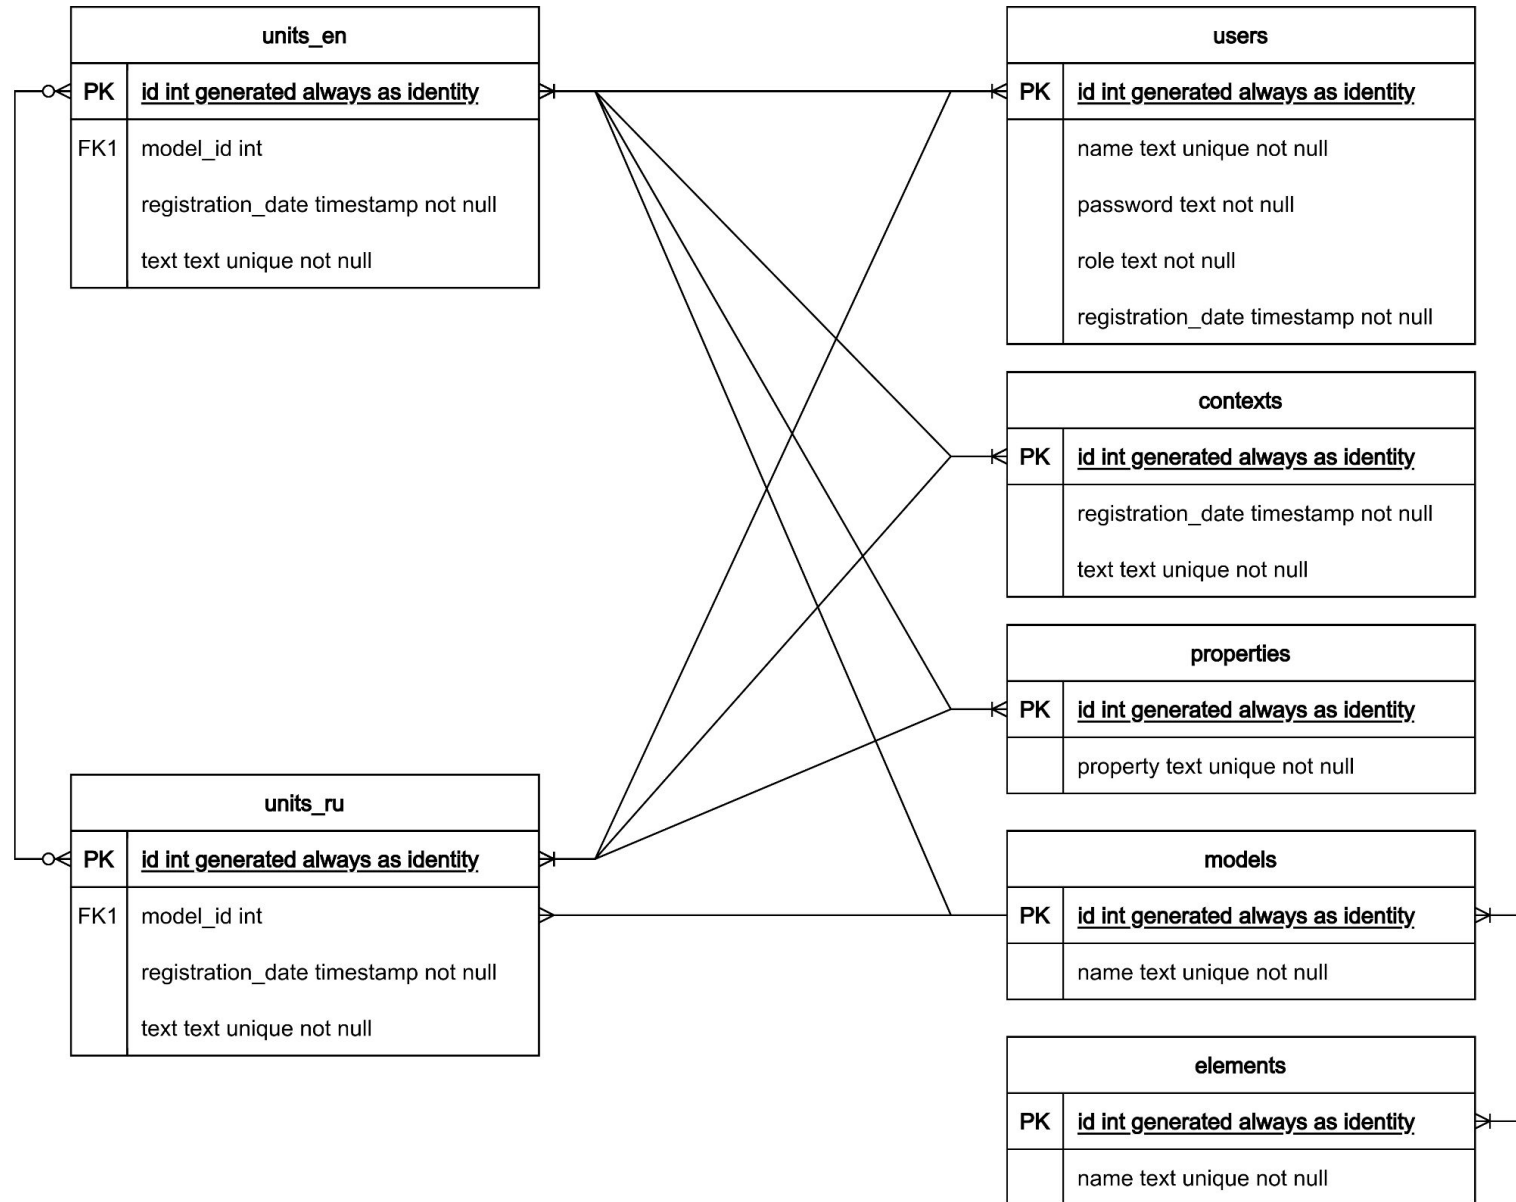 units_en
PK id int generated always as identity
FK1 model_id int
registration_date timestamp not null
text text unique not null
users
PK id int generated always as identity
name text unique not null
password text not null
role text not null
registration_date timestamp not null
contexts
PK id int generated always as identity
registration_date timestamp not null
text text unique not null
properties
PK id int generated always as identity
property text unique not null
units_ru
PK id int generated always as identity
FK1 model_id int
registration_date timestamp not null
text text unique not null
models
PK id int generated always as identity
name text unique not null
elements
PK id int generated always as identity
name text unique not null